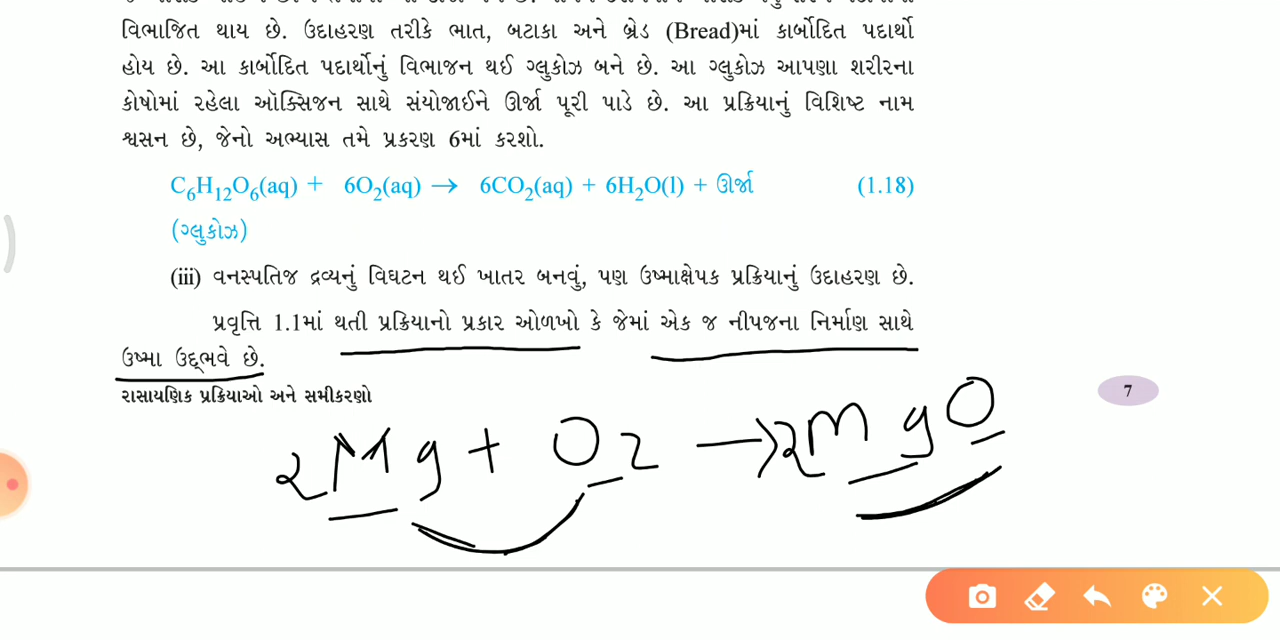 વિભાજિત થાય છે. ઉદાહરણ તરીકે ભાત, બટાકા અને બ્રેડ (Bread)માં કાર્બોદિત પદાર્થો
હોય છે. આ કાર્બોદિત પદાર્થોનું વિભાજન થઈ ગ્લુકોઝ બને છે. આ ગ્લુકોઝ આપણા શરીરના
કોષોમાં રહેલા ઑક્સિજન સાથે સંયોજાઈને ઊર્જા પૂરી પાડે છે. આ પ્રક્રિયાનું વિશિષ્ટ નામ
શ્વસન છે, જેનો અભ્યાસ તમે પ્રકરણ 6માં કરશો.
C₆H₁₂O₆(aq) + 6O₂(aq) → 6CO₂(aq) + 6H₂O(l) + ઊર્જા (1.18)
(ગ્લુકોઝ)
(iii) વનસ્પતિજ દ્રવ્યનું વિઘટન થઈ ખાતર બનવું, પણ ઉષ્માક્ષેપક પ્રક્રિયાનું ઉદાહરણ છે.
પ્રવૃત્તિ 1.1માં થતી પ્રક્રિયાનો પ્રકાર ઓળખો કે જેમાં એક જ નીપજના નિર્માણ સાથે
ઉષ્મા ઉદ્ભવે છે.
રાસાયણિક પ્રક્રિયાઓ અને સમીકરણો 7
2Mg + O2 → 2MgO